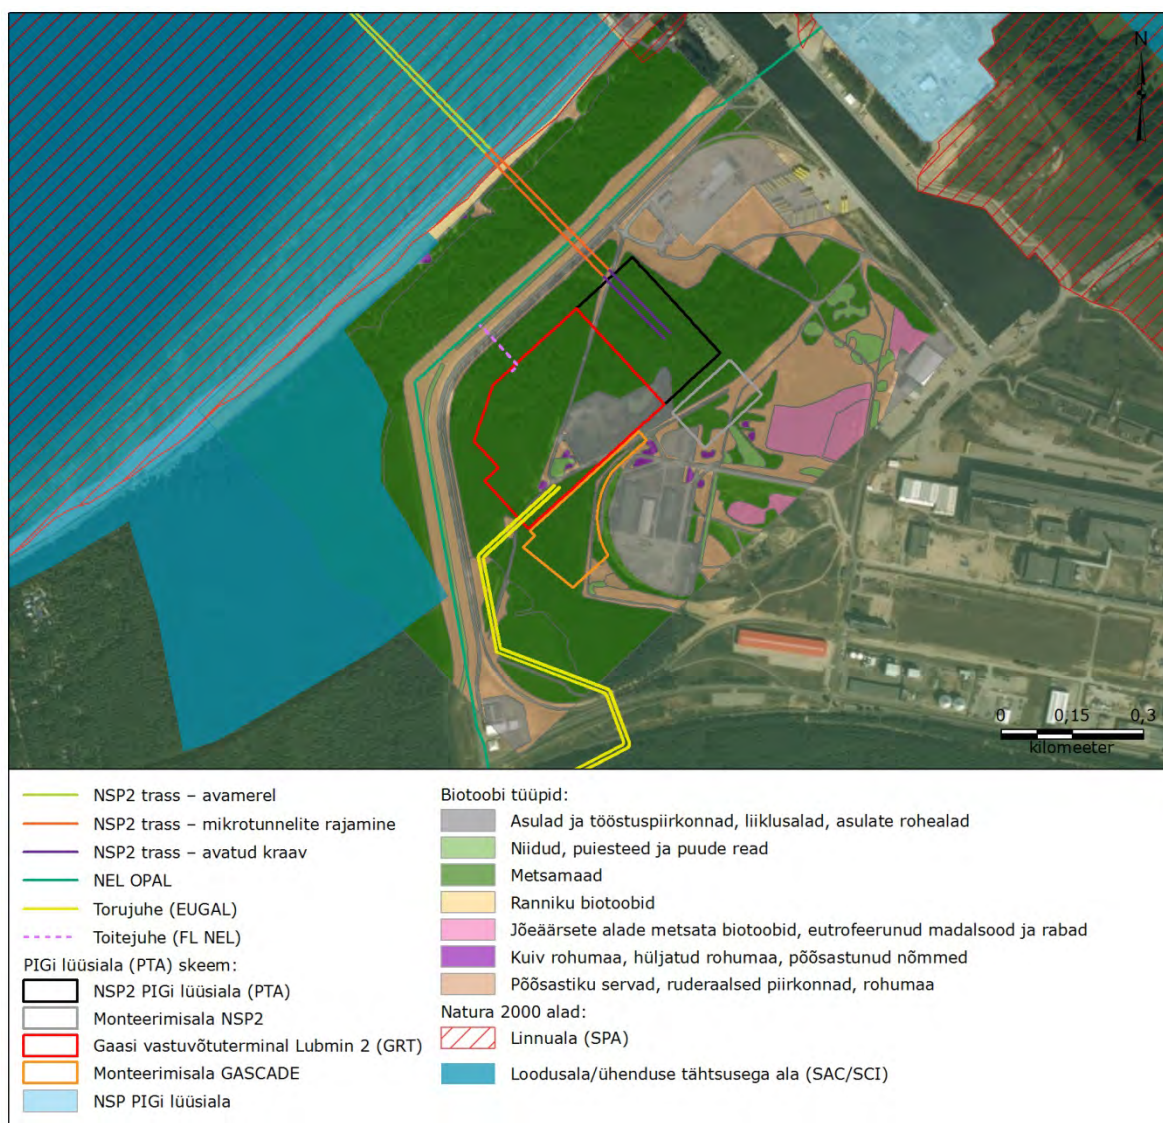 N
0 0,15 0,3
kilomeeter
NSP2 trass – avamerel
NSP2 trass – mikrotunnelite rajamine
NSP2 trass – avatud kraav
NEL OPAL
Torujuhe (EUGAL)
Toitejuhe (FL NEL)
PIGi lüüsiala (PTA) skeem:
NSP2 PIGi lüüsiala (PTA)
Monteerimisala NSP2
Gaasi vastuvõtuterminal Lubmin 2 (GRT)
Monteerimisala GASCADE
NSP PIGi lüüsiala
Biotoobi tüüpid:
Asulad ja tööstuspiirkonnad, liiklusalad, asulate rohealad
Niidud, puiesteed ja puude read
Metsamaad
Ranniku biotoobid
Jõeäärsete alade metsata biotoobid, eutrofeerunud madalsood ja rabad
Kuiv rohumaa, hüljatud rohumaa, põõsastunud nõmmed
Põõsastiku servad, ruderaalsed piirkonnad, rohumaa
Natura 2000 alad:
Linnuala (SPA)
Loodusala/ühenduse tähtsusega ala (SAC/SCI)